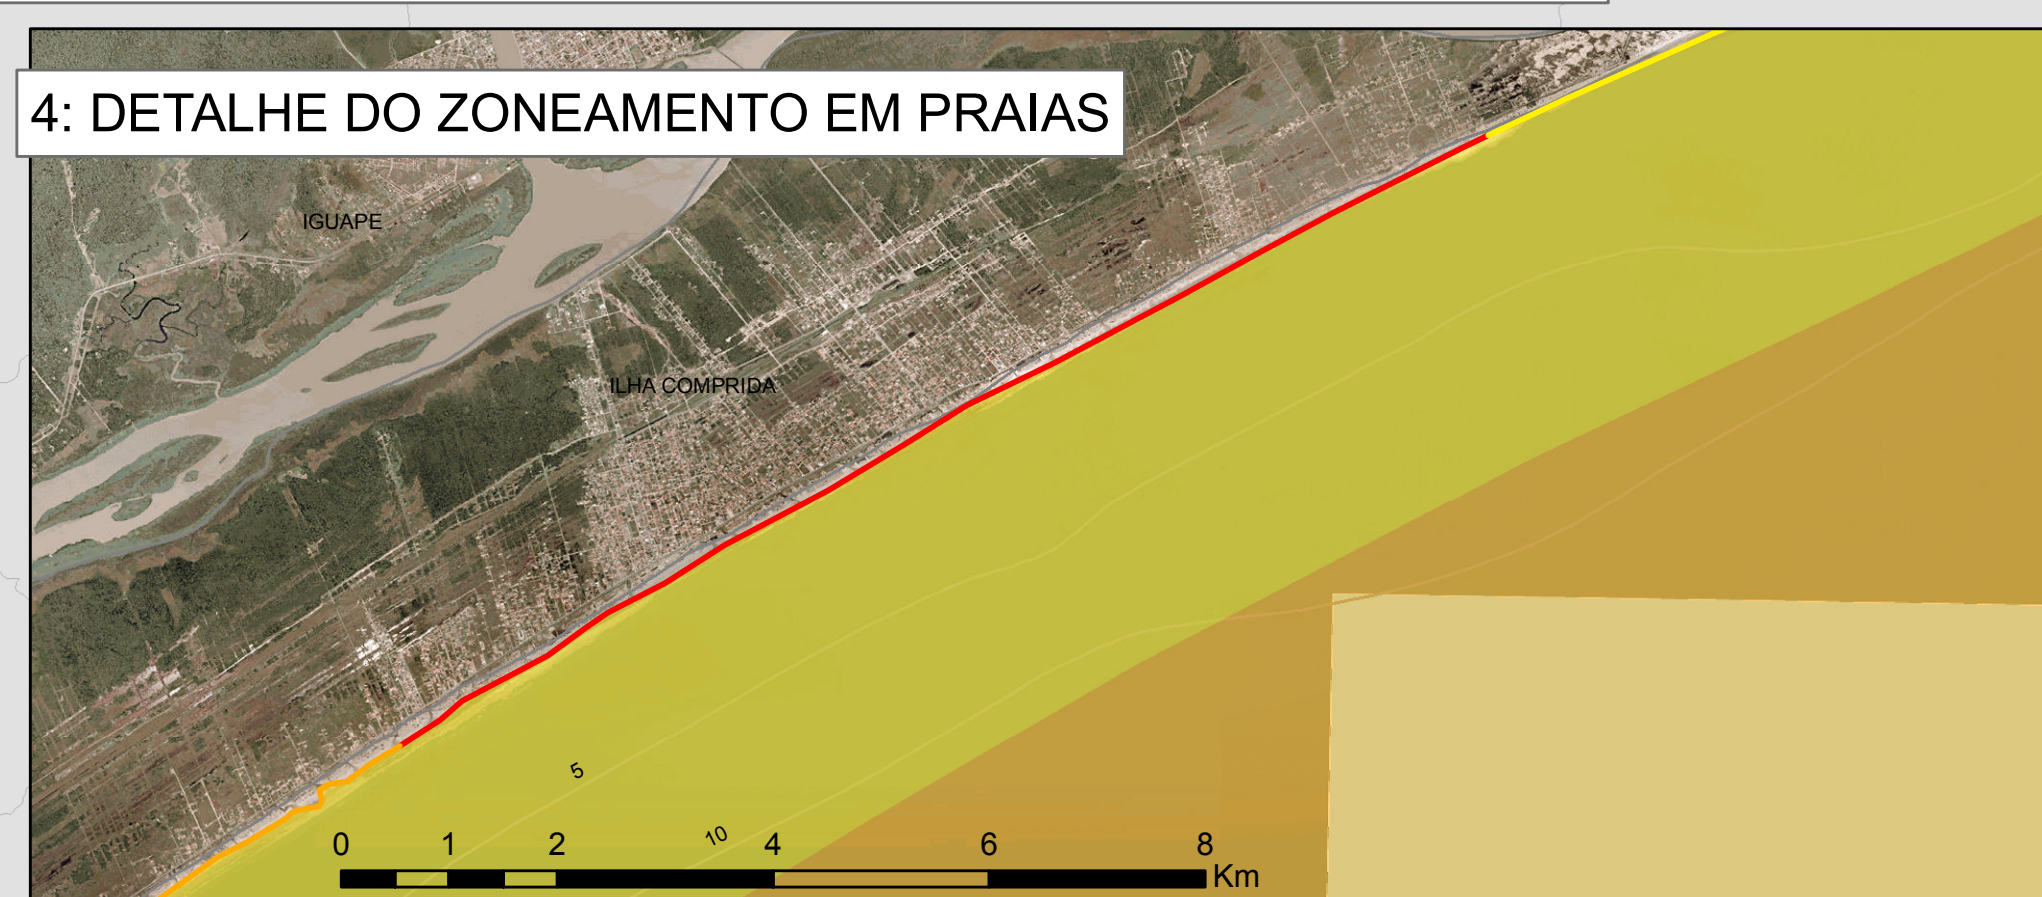 4: DETALHE DO ZONEAMENTO EM PRAIAS
IGUAPE
ILHA COMPRIDA
5
10
0 1 2 4 6 8
Km